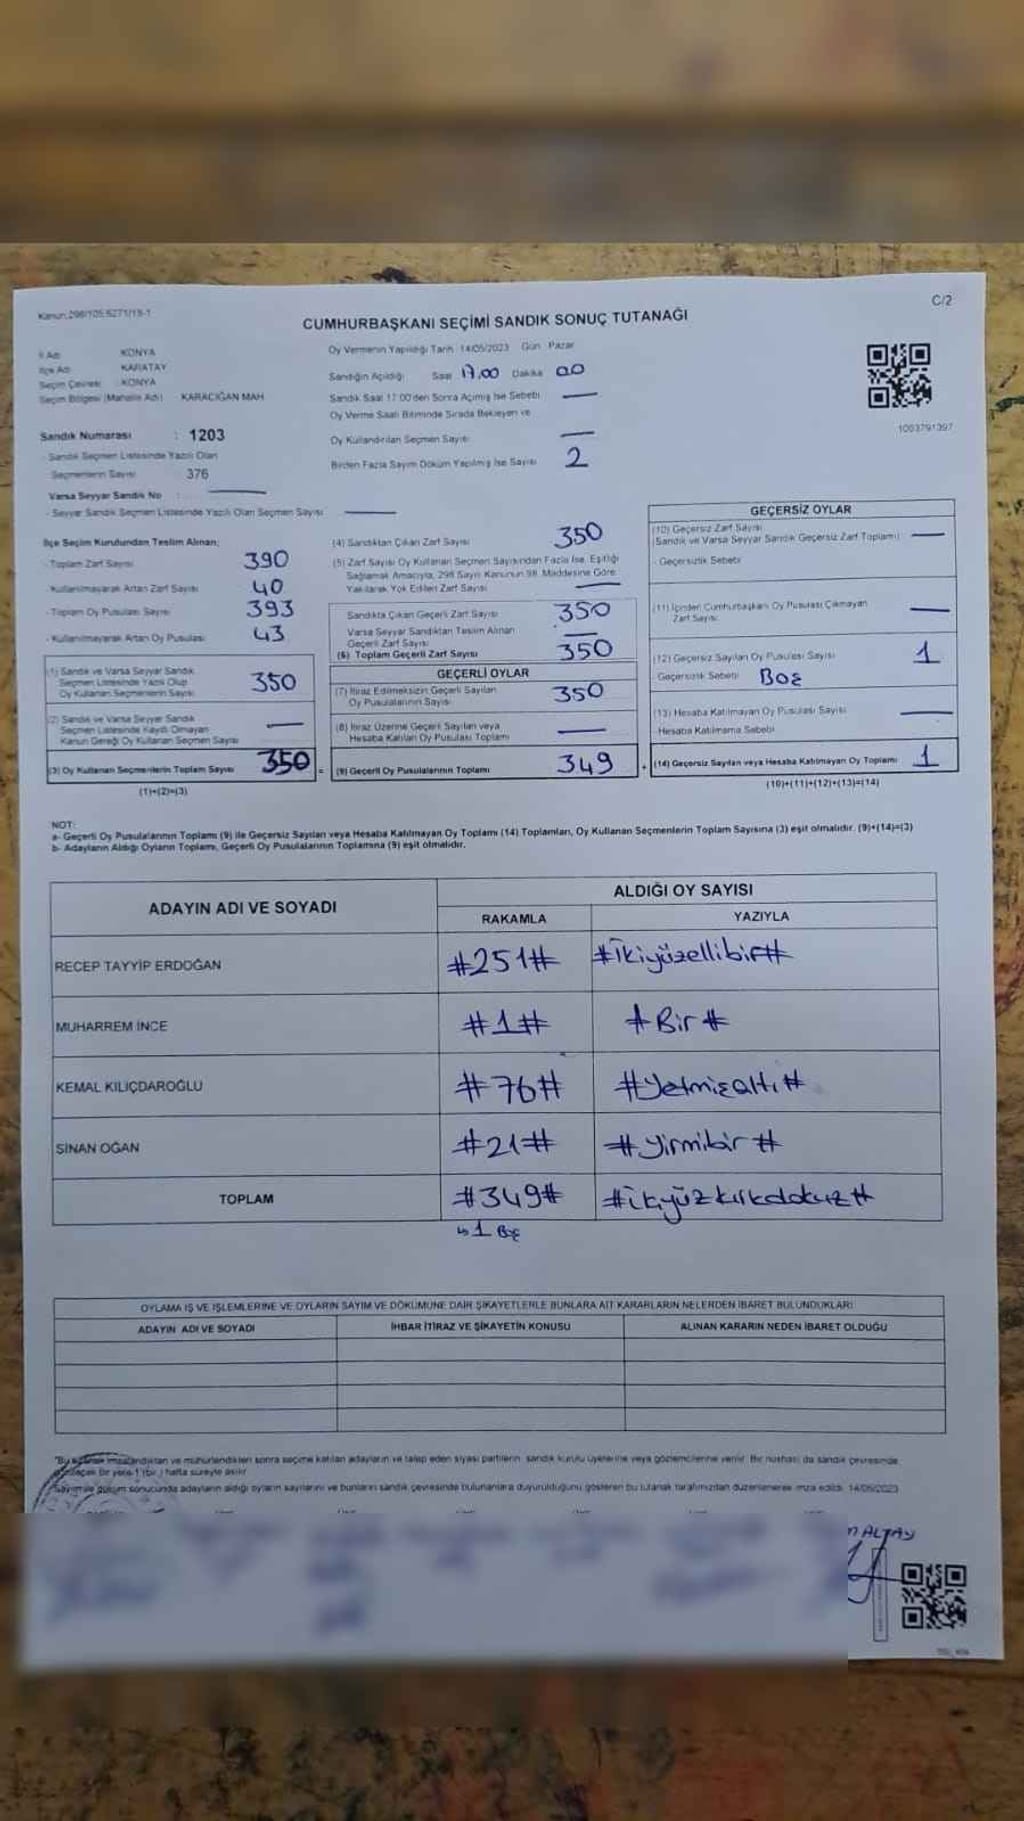 Kanun:298/105,6271/19-1
C/2
CUMHURBAŞKANI SEÇİMİ SANDIK SONUÇ TUTANAĞI
İl Adı KONYA
İlçe Adı KARATAY
Seçim Çevresi KONYA
Seçim Bölgesi (Mahalle Adı) KARACIĞAN MAH
Sandık Numarası : 1203
- Sandık Seçmen Listesinde Yazılı Olan
Seçmenlerin Sayısı 376
Varsa Seyyar Sandık No :
- Seyyar Sandık Seçmen Listesinde Yazılı Olan Seçmen Sayısı
Oy Vermenin Yapıldığı Tarih 14/05/2023 Gün Pazar
Sandığın Açıldığı Saat 17,00 Dakika 00
Sandık Saat 17:00'den Sonra Açılmış İse Sebebi
Oy Verme Saati Bitiminde Sırada Bekleyen ve
Oy Kullandırılan Seçmen Sayısı
Birden Fazla Sayım Döküm Yapılmış İse Sayısı 2
1003791397
İlçe Seçim Kurulundan Teslim Alınan;
- Toplam Zarf Sayısı 390
- Kullanılmayarak Artan Zarf Sayısı 40
- Toplam Oy Pusulası Sayısı 393
- Kullanılmayarak Artan Oy Pusulası 43
(1) Sandık ve Varsa Seyyar Sandık
Seçmen Listesinde Yazılı Olup
Oy Kullanan Seçmenlerin Sayısı 350
(2) Sandık ve Varsa Seyyar Sandık
Seçmen Listesinde Kayıtlı Olmayan
Kanun Gereği Oy Kullanan Seçmen Sayısı
(3) Oy Kullanan Seçmenlerin Toplam Sayısı 350 =
(1)+(2)=(3)
(4) Sandıktan Çıkan Zarf Sayısı 350
(5) Zarf Sayısı Oy Kullanan Seçmen Sayısından Fazla İse, Eşitliği
Sağlamak Amacıyla, 298 Sayılı Kanunun 98. Maddesine Göre
Yakılarak Yok Edilen Zarf Sayısı
Sandıkta Çıkan Geçerli Zarf Sayısı 350
Varsa Seyyar Sandıktan Teslim Alınan
Geçerli Zarf Sayısı
(6) Toplam Geçerli Zarf Sayısı 350
GEÇERLİ OYLAR
(7) İtiraz Edilmeksizin Geçerli Sayılan
Oy Pusulalarının Sayısı 350
(8) İtiraz Üzerine Geçerli Sayılan veya
Hesaba Katılan Oy Pusulası Toplamı
(9) Geçerli Oy Pusulalarının Toplamı 349 +
GEÇERSİZ OYLAR
(10) Geçersiz Zarf Sayısı
(Sandık ve Varsa Seyyar Sandık Geçersiz Zarf Toplamı)
- Geçersizlik Sebebi
(11) İçinden Cumhurbaşkanı Oy Pusulası Çıkmayan
Zarf Sayısı
(12) Geçersiz Sayılan Oy Pusulası Sayısı 1
Geçersizlik Sebebi Boş
(13) Hesaba Katılmayan Oy Pusulası Sayısı
Hesaba Katılmama Sebebi
(14) Geçersiz Sayılan veya Hesaba Katılmayan Oy Toplamı 1
(10)+(11)+(12)+(13)=(14)
NOT:
a- Geçerli Oy Pusulalarının Toplamı (9) ile Geçersiz Sayılan veya Hesaba Katılmayan Oy Toplamı (14) Toplamları, Oy Kullanan Seçmenlerin Toplam Sayısına (3) eşit olmalıdır. (9)+(14)=(3)
b- Adayların Aldığı Oyların Toplamı, Geçerli Oy Pusulalarının Toplamına (9) eşit olmalıdır.
ADAYIN ADI VE SOYADI
ALDIĞI OY SAYISI
RAKAMLA YAZIYLA
RECEP TAYYİP ERDOĞAN #251# #İkiyüzellibir#
MUHARREM İNCE #1# #Bir#
KEMAL KILIÇDAROĞLU #76# #Yetmişaltı#
SİNAN OĞAN #21# #Yirmibir#
TOPLAM #349# #ikiyüzkırkdokuz#
↳ 1 Boş
OYLAMA İŞ VE İŞLEMLERİNE VE OYLARIN SAYIM VE DÖKÜMÜNE DAİR ŞİKAYETLERLE BUNLARA AİT KARARLARIN NELERDEN İBARET BULUNDUKLARI
ADAYIN ADI VE SOYADI İHBAR İTİRAZ VE ŞİKAYETİN KONUSU ALINAN KARARIN NEDEN İBARET OLDUĞU
imzalandıktan ve mühürlendikten sonra seçime katılan adayların ve talep eden siyasi partilerin sandık kurulu üyelerine veya gözlemcilerine verilir. Bir nüshası da sandık çevresinde
bir yere 1 (bir) hafta süreyle asılır
Sayım ve döküm sonucunda adayların aldığı oyların sayılarını ve bunların sandık çevresinde bulunanlara duyurulduğunu gösteren bu tutanak tarafımızdan düzenlenerek imza edildi. 14/05/2023
ALTAY